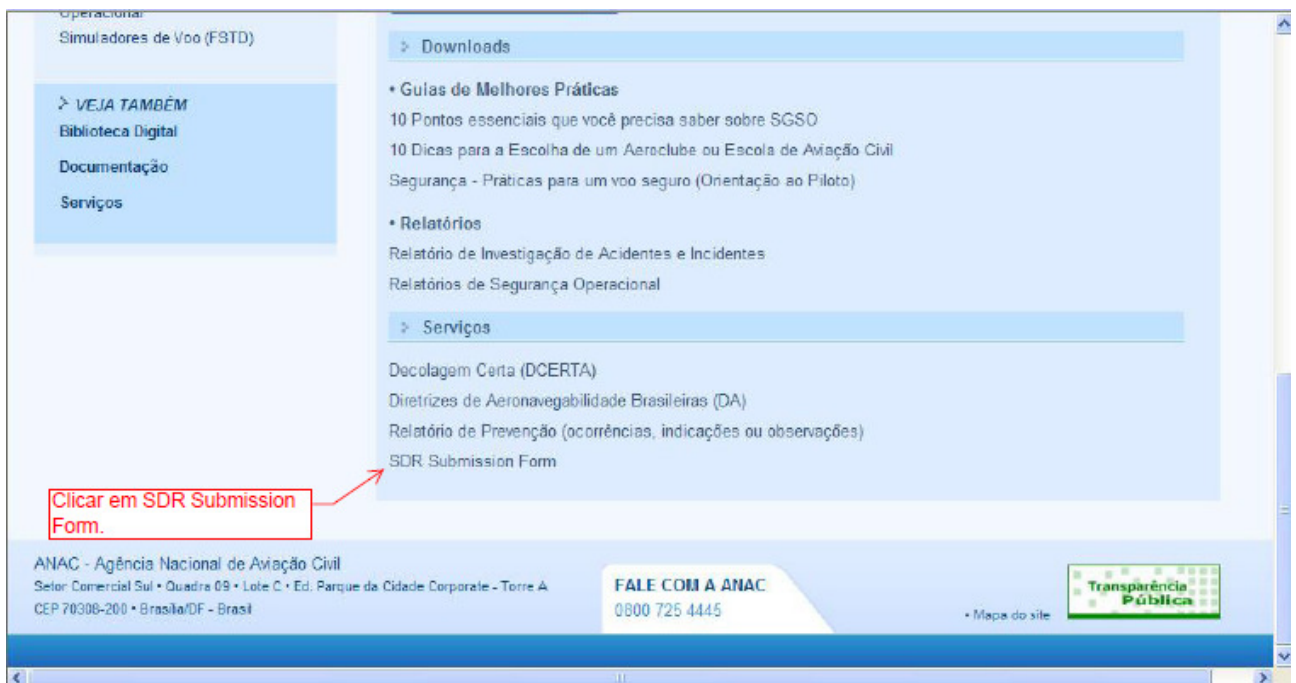 Operacional
Simuladores de Voo (FSTD)
> VEJA TAMBÉM
Biblioteca Digital
Documentação
Serviços
> Downloads
• Guias de Melhores Práticas
10 Pontos essenciais que você precisa saber sobre SGSO
10 Dicas para a Escolha de um Aeroclube ou Escola de Aviação Civil
Segurança - Práticas para um voo seguro (Orientação ao Piloto)
• Relatórios
Relatório de Investigação de Acidentes e Incidentes
Relatórios de Segurança Operacional
> Serviços
Decolagem Certa (DCERTA)
Diretrizes de Aeronavegabilidade Brasileiras (DA)
Relatório de Prevenção (ocorrências, indicações ou observações)
SDR Submission Form
Clicar em SDR Submission
Form.
ANAC - Agência Nacional de Aviação Civil
Setor Comercial Sul • Quadra 09 • Lote C • Ed. Parque da Cidade Corporate - Torre A
CEP 70308-200 • Brasília/DF - Brasil
FALE COM A ANAC
0800 725 4445
• Mapa do site
Transparência
Pública